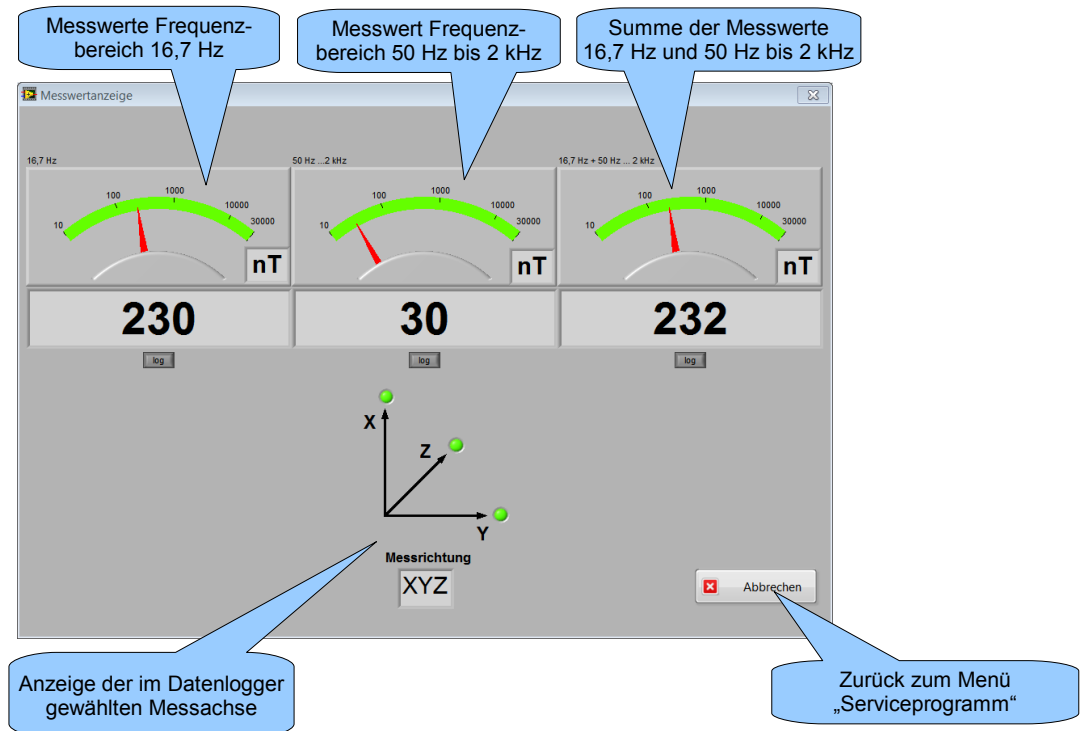 Messwerte Frequenz-
bereich 16,7 Hz
Messwert Frequenz-
bereich 50 Hz bis 2 kHz
Summe der Messwerte
16,7 Hz und 50 Hz bis 2 kHz
Messwertanzeige
16,7 Hz
50 Hz ...2 kHz
16,7 Hz + 50 Hz ... 2 kHz
10
100
1000
10000
30000
nT
10
100
1000
10000
30000
nT
10
100
1000
10000
30000
nT
230
30
232
log
log
log
X
Z
Y
Messrichtung
XYZ
Abbrechen
Anzeige der im Datenlogger
gewählten Messachse
Zurück zum Menü
„Serviceprogramm“